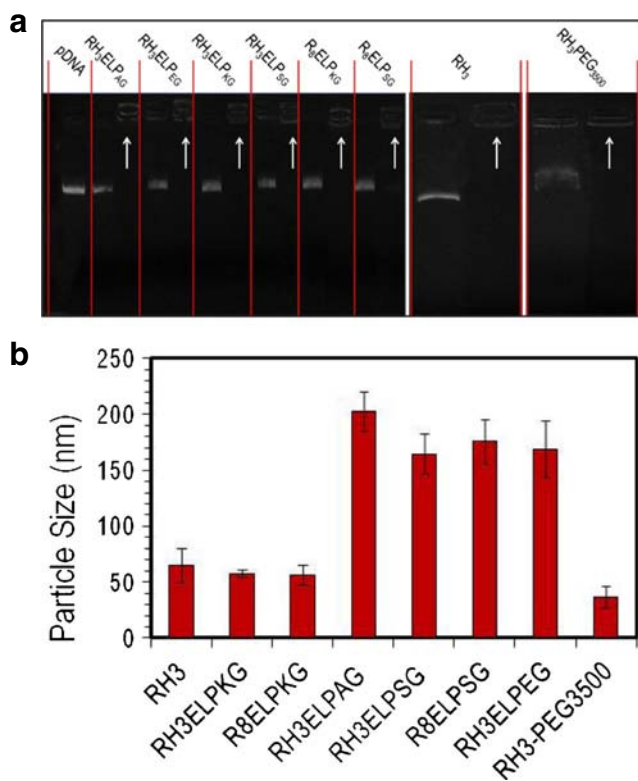 a
pDNA
RH3ELPAG
RH3ELPEG
RH3ELPKG
RH3ELPSG
R8ELPKG
R8ELPSG
RH3
RH3PEG3500
b
Particle Size (nm)
250
200
150
100
50
0
RH3
RH3ELPKG
R8ELPKG
RH3ELPAG
RH3ELPSG
R8ELPSG
RH3ELPEG
RH3-PEG3500